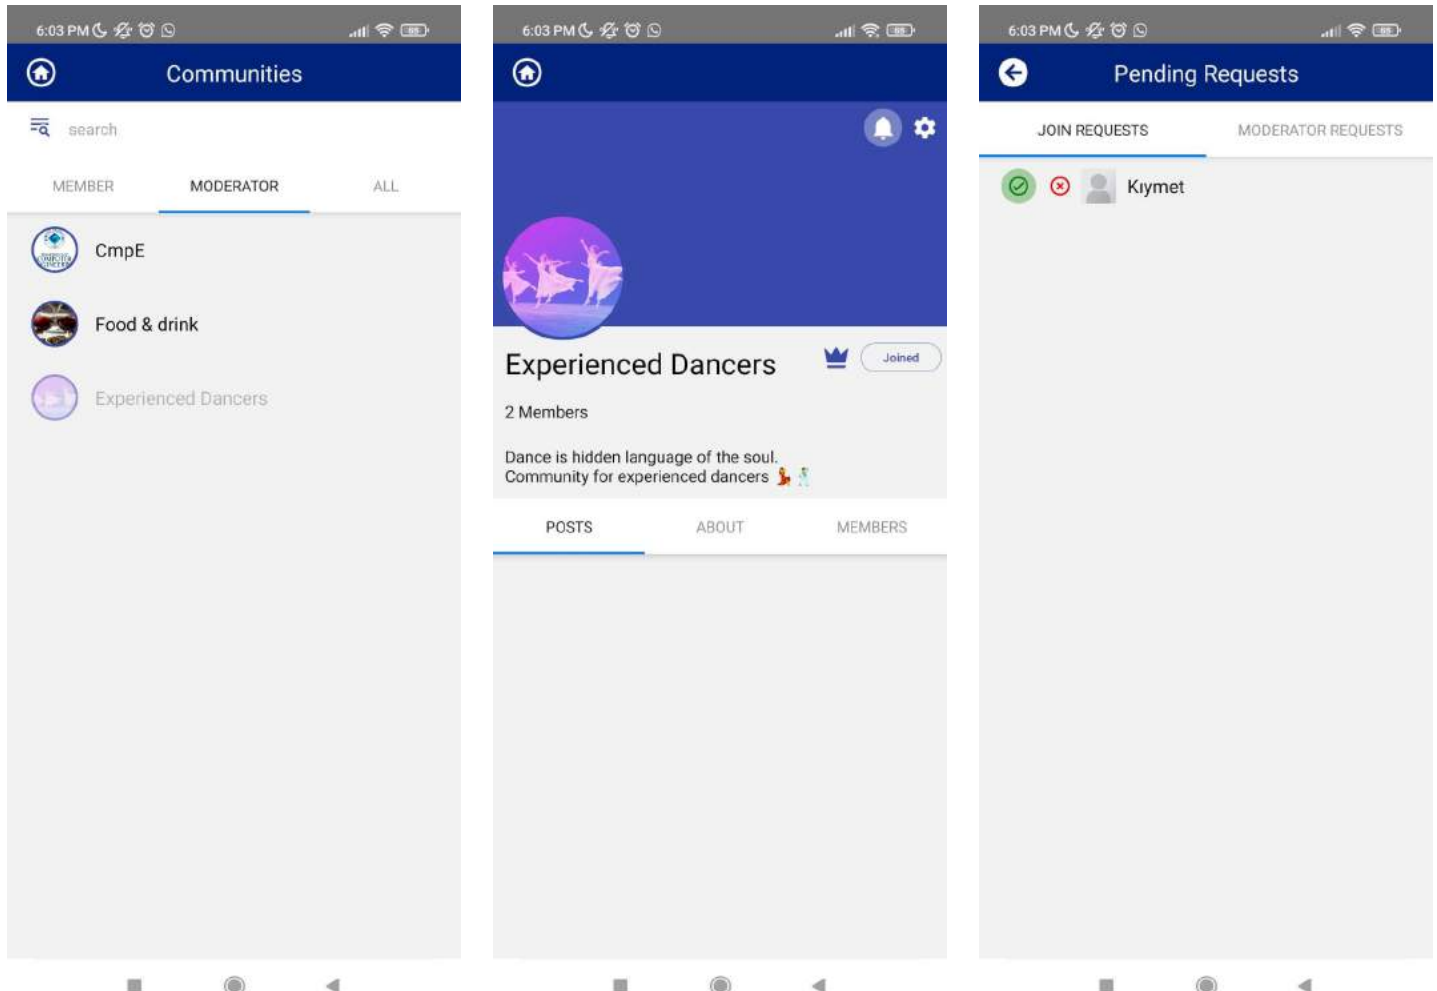 6:03 PM
Communities
search
MEMBER
MODERATOR
ALL
CmpE
Food & drink
Experienced Dancers
6:03 PM
Experienced Dancers
Joined
2 Members
Dance is hidden language of the soul.
Community for experienced dancers 💃 🕺
POSTS
ABOUT
MEMBERS
6:03 PM
Pending Requests
JOIN REQUESTS
MODERATOR REQUESTS
Kıymet